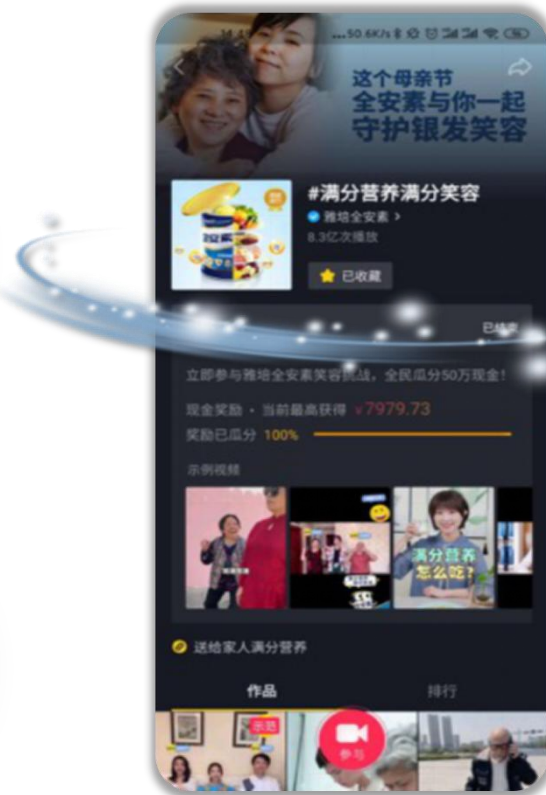 ...50.6K/s
这个母亲节
全安素与你一起
守护银发笑容
#满分营养满分笑容
雅培全安素 >
8.3亿次播放
已收藏
立即参与雅培全安素笑容挑战，全民瓜分50万现金！
现金奖励 · 当前最高获得 ¥7979.73
奖励已瓜分 100%
示例视频
满分营养
怎么吃?
送给家人满分营养
作品
排行
示范
参与